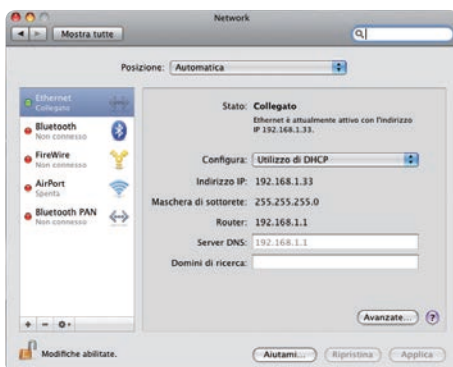 Network
Mostra tutte
Posizione: Automatica
Ethernet
Collegato
Bluetooth
Non connesso
FireWire
Non connesso
AirPort
Spenta
Bluetooth PAN
Non connesso
Stato: Collegato
Ethernet è attualmente attivo con l'indirizzo
IP 192.168.1.33.
Configura: Utilizzo di DHCP
Indirizzo IP: 192.168.1.33
Maschera di sottorete: 255.255.255.0
Router: 192.168.1.1
Server DNS: 192.168.1.1
Domini di ricerca:
Avanzate... ?
Modifiche abilitate.
Aiutami... Ripristina Applica